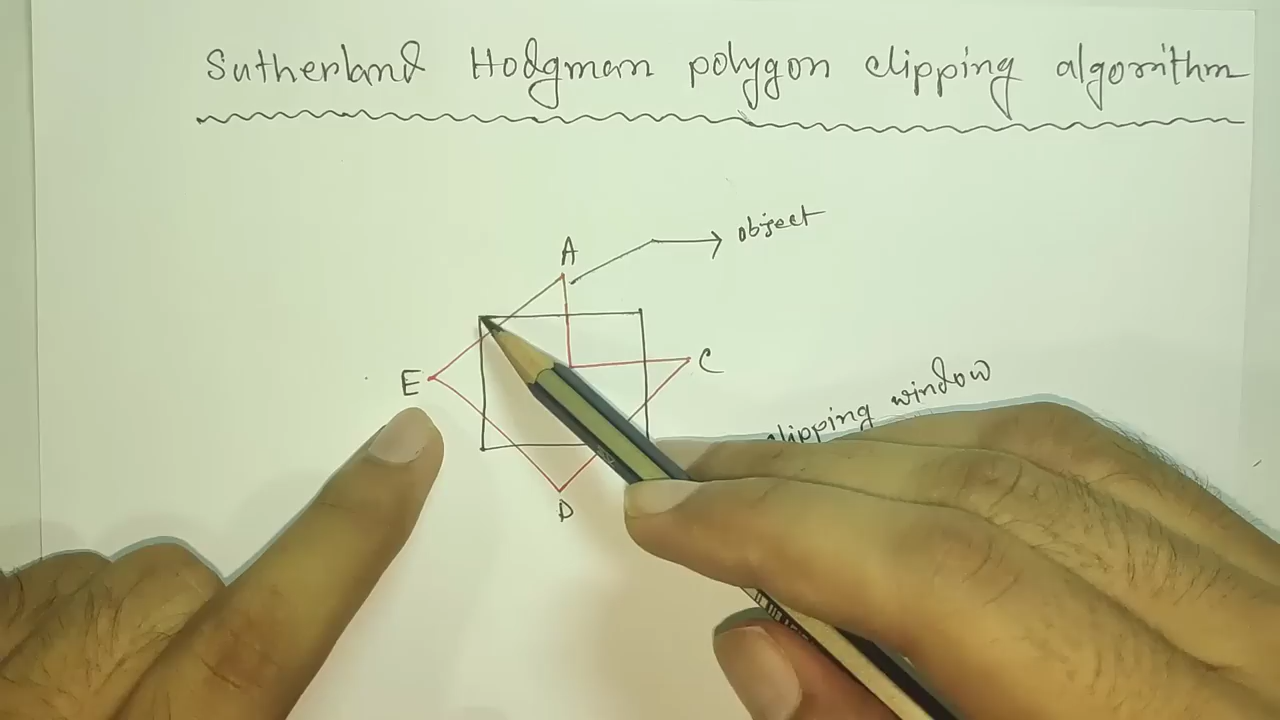 Sutherland Hodgman polygon clipping algorithm
object
A
C
E
clipping window
D